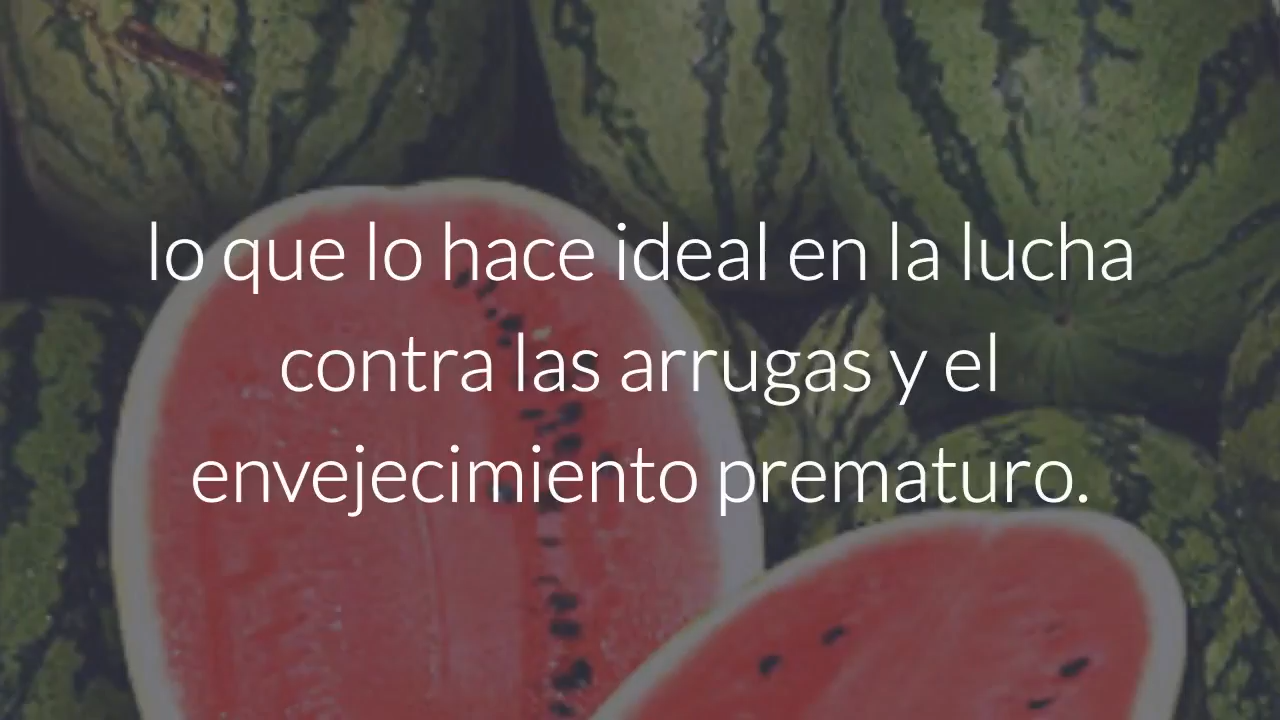 lo que lo hace ideal en la lucha
contra las arrugas y el
envejecimiento prematuro.